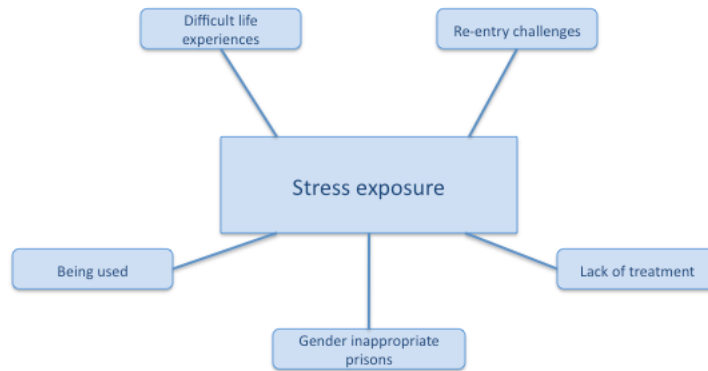 Difficult life
experiences
Re-entry challenges
Stress exposure
Being used
Lack of treatment
Gender inappropriate
prisons